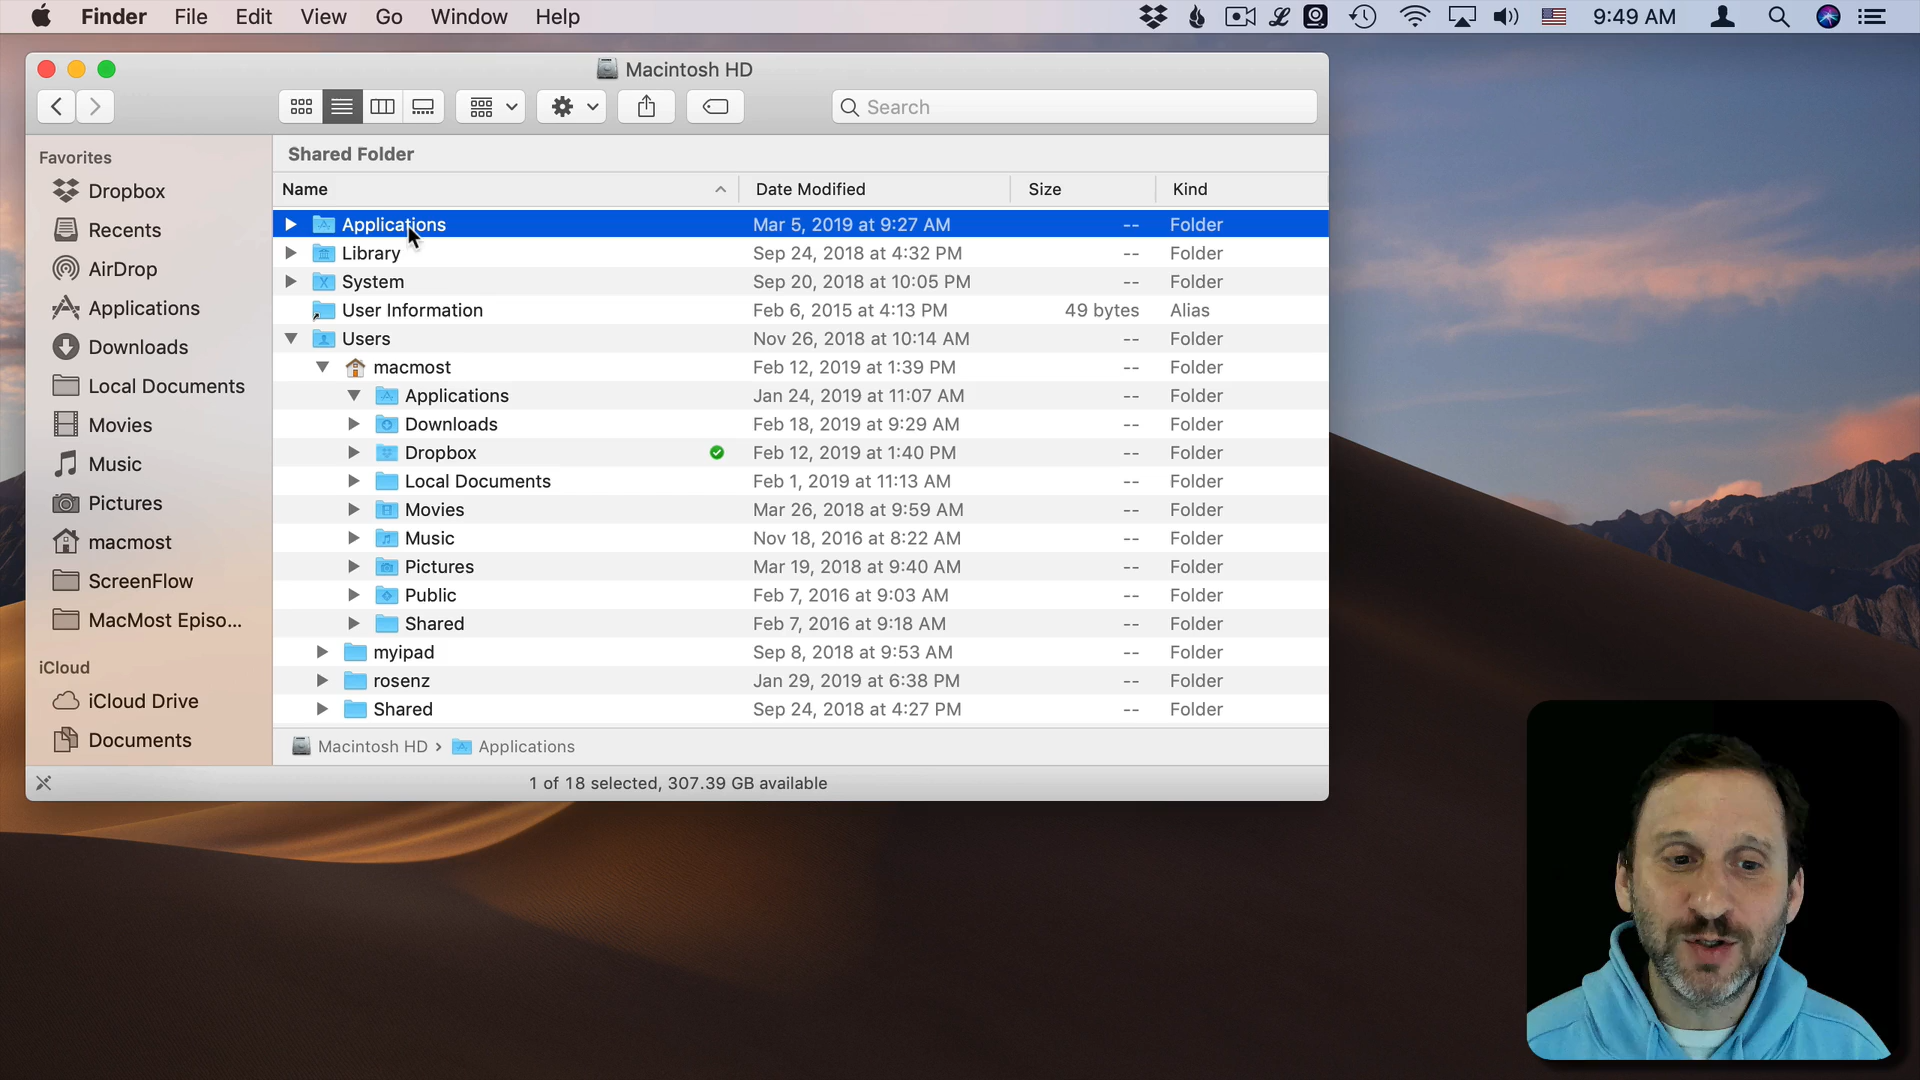 Finder File Edit View Go Window Help 9:49 AM
Macintosh HD
Search
Favorites
Dropbox
Recents
AirDrop
Applications
Downloads
Local Documents
Movies
Music
Pictures
macmost
ScreenFlow
MacMost Episo...
iCloud
iCloud Drive
Documents
Shared Folder
Name Date Modified Size Kind
Applications Mar 5, 2019 at 9:27 AM -- Folder
Library Sep 24, 2018 at 4:32 PM -- Folder
System Sep 20, 2018 at 10:05 PM -- Folder
User Information Feb 6, 2015 at 4:13 PM 49 bytes Alias
Users Nov 26, 2018 at 10:14 AM -- Folder
macmost Feb 12, 2019 at 1:39 PM -- Folder
Applications Jan 24, 2019 at 11:07 AM -- Folder
Downloads Feb 18, 2019 at 9:29 AM -- Folder
Dropbox Feb 12, 2019 at 1:40 PM -- Folder
Local Documents Feb 1, 2019 at 11:13 AM -- Folder
Movies Mar 26, 2018 at 9:59 AM -- Folder
Music Nov 18, 2016 at 8:22 AM -- Folder
Pictures Mar 19, 2018 at 9:40 AM -- Folder
Public Feb 7, 2016 at 9:03 AM -- Folder
Shared Feb 7, 2016 at 9:18 AM -- Folder
myipad Sep 8, 2018 at 9:53 AM -- Folder
rosenz Jan 29, 2019 at 6:38 PM -- Folder
Shared Sep 24, 2018 at 4:27 PM -- Folder
Macintosh HD › Applications
1 of 18 selected, 307.39 GB available